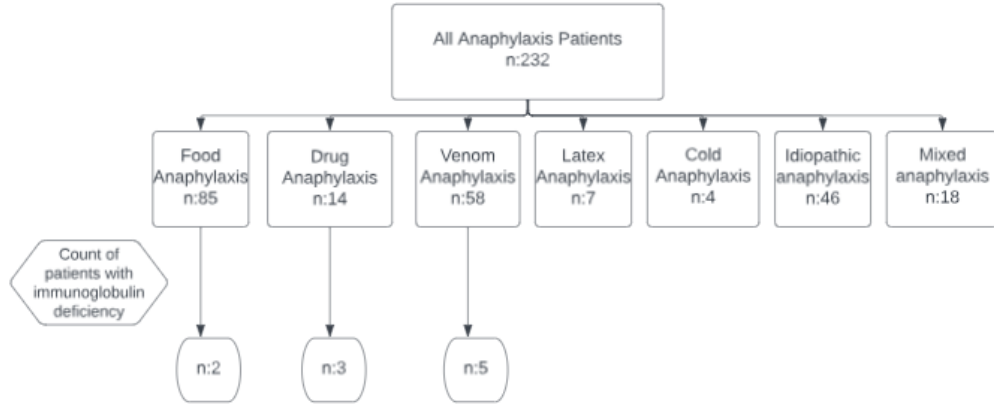 All Anaphylaxis Patients
n:232
Food
Anaphylaxis
n:85
Drug
Anaphylaxis
n:14
Venom
Anaphylaxis
n:58
Latex
Anaphylaxis
n:7
Cold
Anaphylaxis
n:4
Idiopathic
anaphylaxis
n:46
Mixed
anaphylaxis
n:18
Count of
patients with
immunoglobulin
deficiency
n:2
n:3
n:5